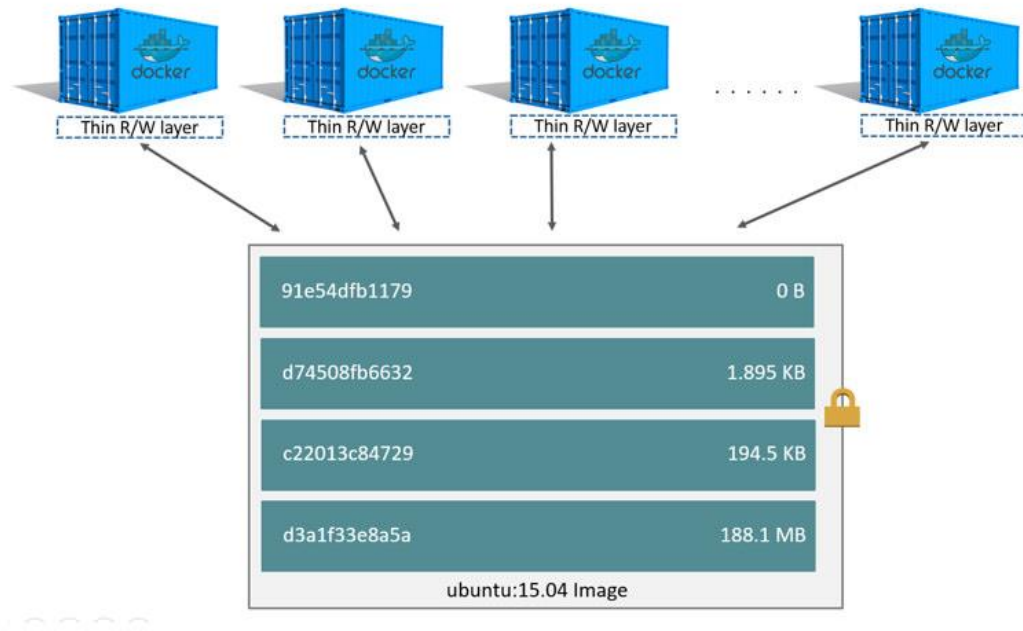 docker docker docker docker
Thin R/W layer Thin R/W layer Thin R/W layer . . . . . . Thin R/W layer
91e54dfb1179 0 B
d74508fb6632 1.895 KB
c22013c84729 194.5 KB
d3a1f33e8a5a 188.1 MB
ubuntu:15.04 Image